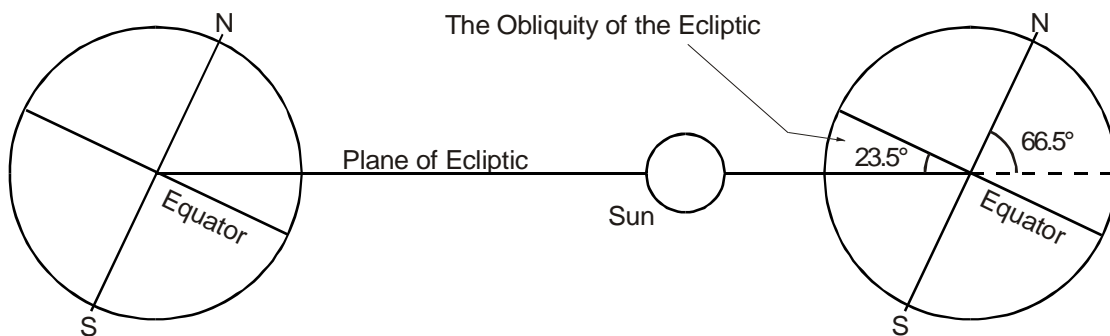 The Obliquity of the Ecliptic
N
N
66.5°
23.5°
Plane of Ecliptic
Equator
Sun
Equator
S
S